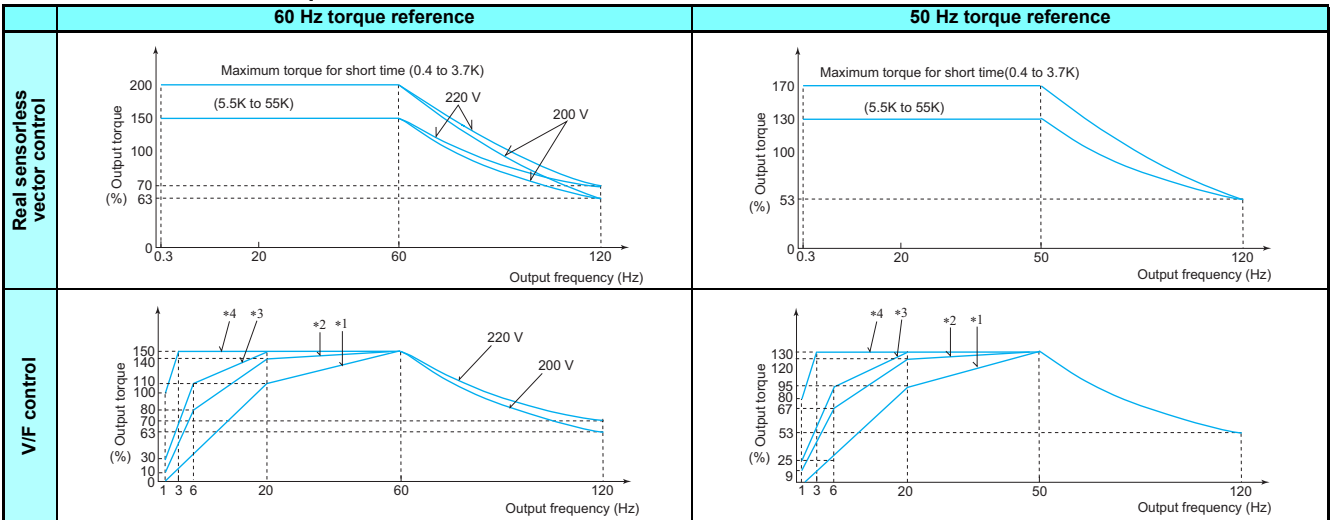 60 Hz torque reference
50 Hz torque reference
Real sensorless
vector control
Maximum torque for short time (0.4 to 3.7K)
(5.5K to 55K)
220 V
200 V
Output torque
(%)
200
150
100
70
63
0
0.3
20
60
120
Output frequency (Hz)
Maximum torque for short time(0.4 to 3.7K)
(5.5K to 55K)
Output torque
(%)
170
130
100
53
0
0.3
20
50
120
Output frequency (Hz)
V/F control
*4
*3
*2
*1
220 V
200 V
Output torque
(%)
150
140
110
100
80
70
63
30
10
0
1
3
6
20
60
120
Output frequency (Hz)
*4
*3
*2
*1
Output torque
(%)
130
120
95
80
67
53
25
9
1
3
6
20
50
120
Output frequency (Hz)